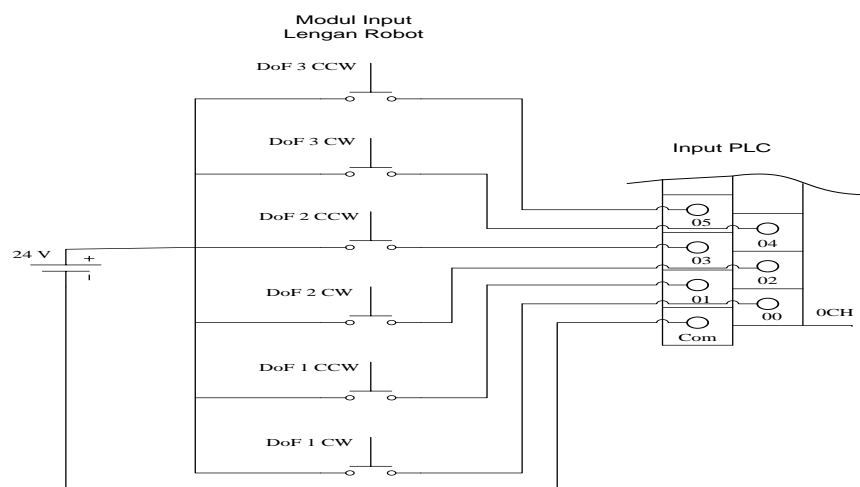 Modul Input
Lengan Robot
DoF 3 CCW
DoF 3 CW
Input PLC
DoF 2 CCW
05
04
24 V
+
03
–
DoF 2 CW
02
01
00
0CH
Com
DoF 1 CCW
DoF 1 CW